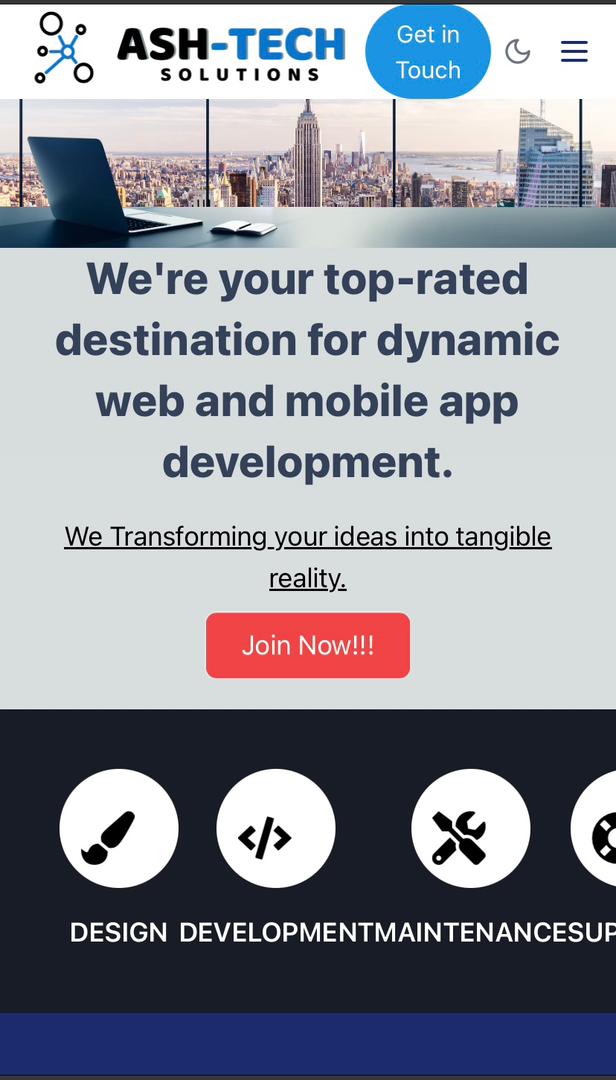 ASH-TECH
SOLUTIONS
Get in
Touch
We're your top-rated
destination for dynamic
web and mobile app
development.
We Transforming your ideas into tangible
reality.
Join Now!!!
</>
DESIGN DEVELOPMENTMAINTENANCESUP